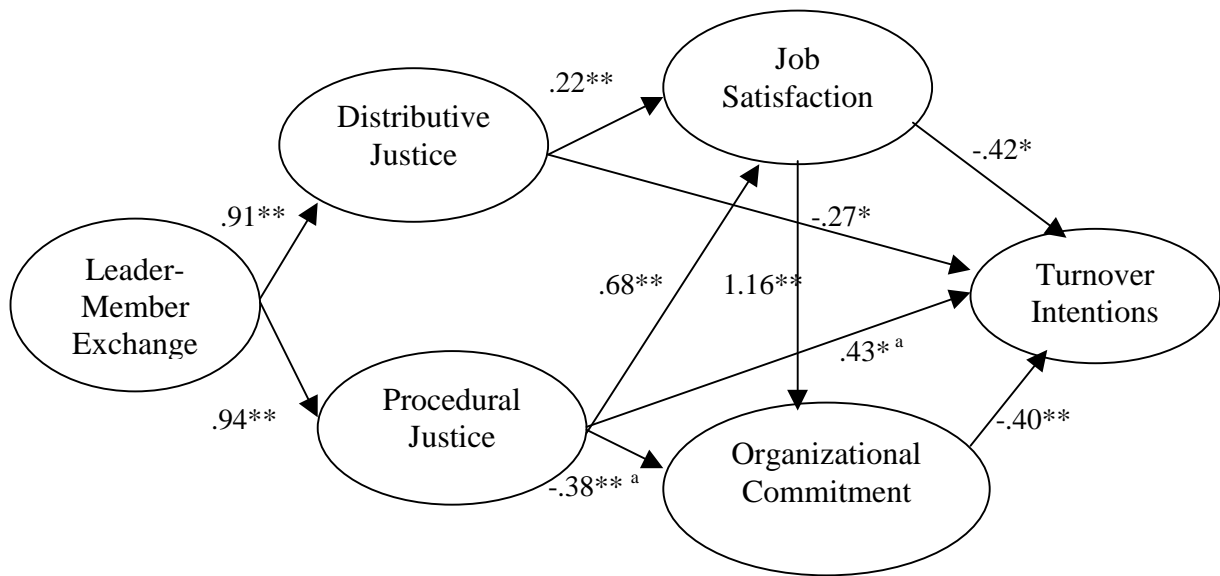 Job
Satisfaction
.22**
Distributive
Justice
-.42*
.91**
-.27*
Leader-
Member
Exchange
.68**
1.16**
Turnover
Intentions
.43* a
.94**
Procedural
Justice
-.38** a
Organizational
Commitment
-.40**